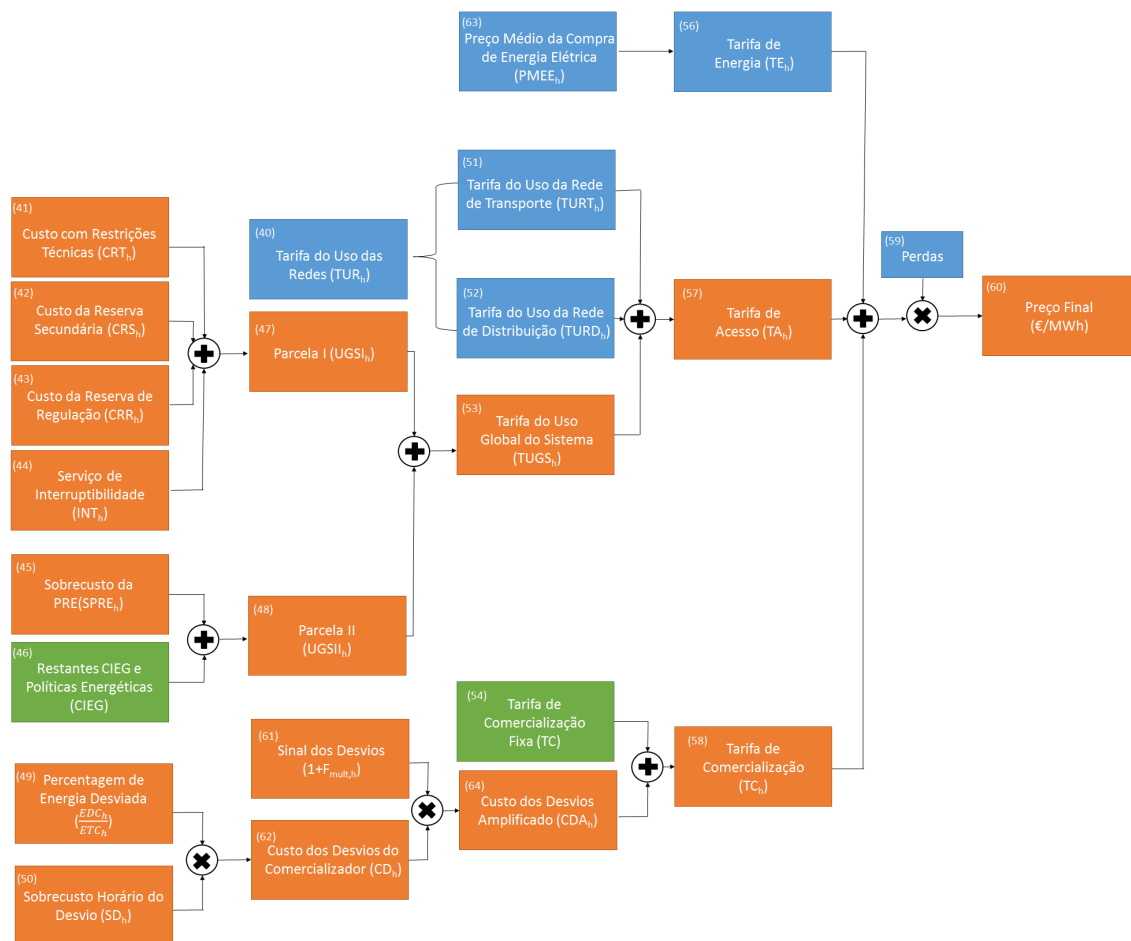 (63)
Preço Médio da Compra
de Energia Elétrica
(PMEEh)
(56)
Tarifa de
Energia (TEh)
(51)
Tarifa do Uso da Rede
de Transporte (TURTh)
(41)
Custo com Restrições
Técnicas (CRTh)
(40)
Tarifa do Uso das
Redes (TURh)
(59)
Perdas
(42)
Custo da Reserva
Secundária (CRSh)
(52)
Tarifa do Uso da Rede
de Distribuição (TURDh)
(57)
Tarifa de
Acesso (TAh)
(60)
Preço Final
(€/MWh)
(47)
Parcela I (UGSIh)
(43)
Custo da Reserva de
Regulação (CRRh)
(53)
Tarifa do Uso
Global do Sistema
(TUGSh)
(44)
Serviço de
Interruptibilidade
(INTh)
(45)
Sobrecusto da
PRE(SPREh)
(48)
Parcela II
(UGSIIh)
(46)
Restantes CIEG e
Políticas Energéticas
(CIEG)
(54)
Tarifa de
Comercialização
Fixa (TC)
(61)
Sinal dos Desvios
(1+Fmult,h)
(58)
Tarifa de
Comercialização
(TCh)
(49)
Percentagem de
Energia Desviada
(EDCh/ETCh)
(64)
Custo dos Desvios
Amplificado (CDAh)
(62)
Custo dos Desvios do
Comercializador (CDh)
(50)
Sobrecusto Horário do
Desvio (SDh)